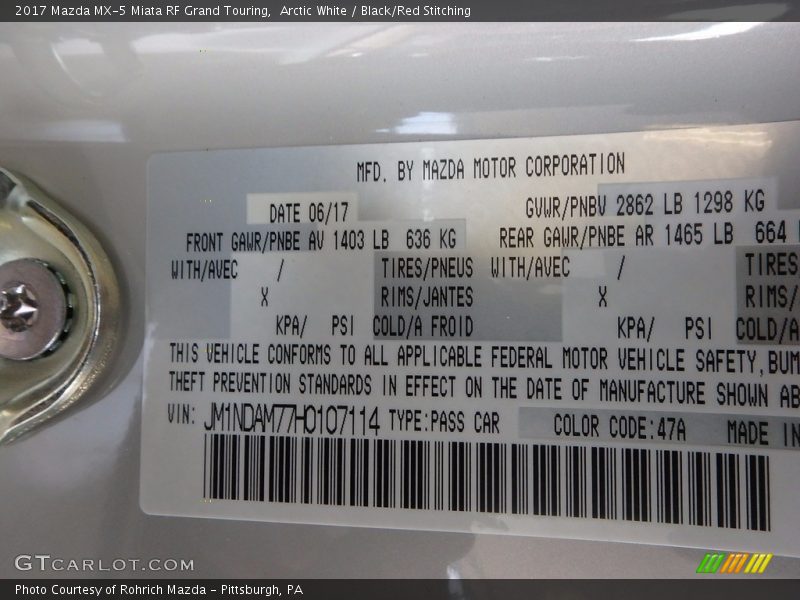 2017 Mazda MX-5 Miata RF Grand Touring,  Arctic White / Black/Red Stitching
MFD. BY MAZDA MOTOR CORPORATION
DATE 06/17 GVWR/PNBV 2862 LB 1298 KG
FRONT GAWR/PNBE AV 1403 LB 636 KG REAR GAWR/PNBE AR 1465 LB 664
WITH/AVEC / TIRES/PNEUS WITH/AVEC / TIRES
X RIMS/JANTES X RIMS/
KPA/ PSI COLD/A FROID KPA/ PSI COLD/A
THIS VEHICLE CONFORMS TO ALL APPLICABLE FEDERAL MOTOR VEHICLE SAFETY,BUM
THEFT PREVENTION STANDARDS IN EFFECT ON THE DATE OF MANUFACTURE SHOWN AB
VIN: JM1NDAM77H0107114 TYPE:PASS CAR COLOR CODE:47A MADE IN
GTCARLOT.COM
Photo Courtesy of Rohrich Mazda - Pittsburgh, PA